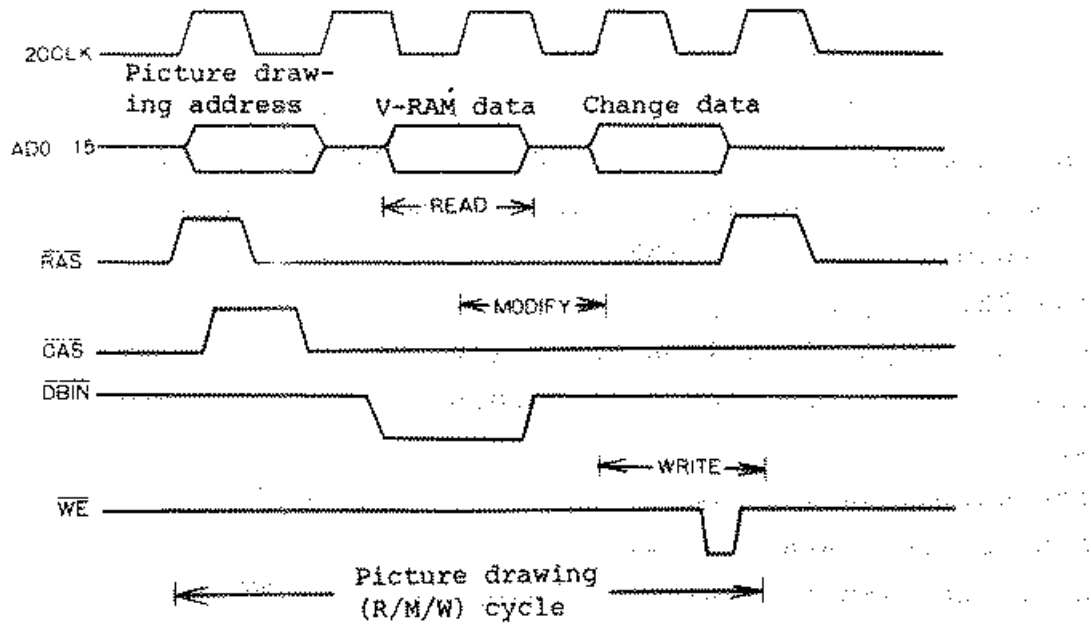 2CCLK
Picture draw-
ing address
V-RAM data
Change data
AD0 15
READ
RAS
MODIFY
CAS
DBIN
WRITE
WE
Picture drawing
(R/M/W) cycle